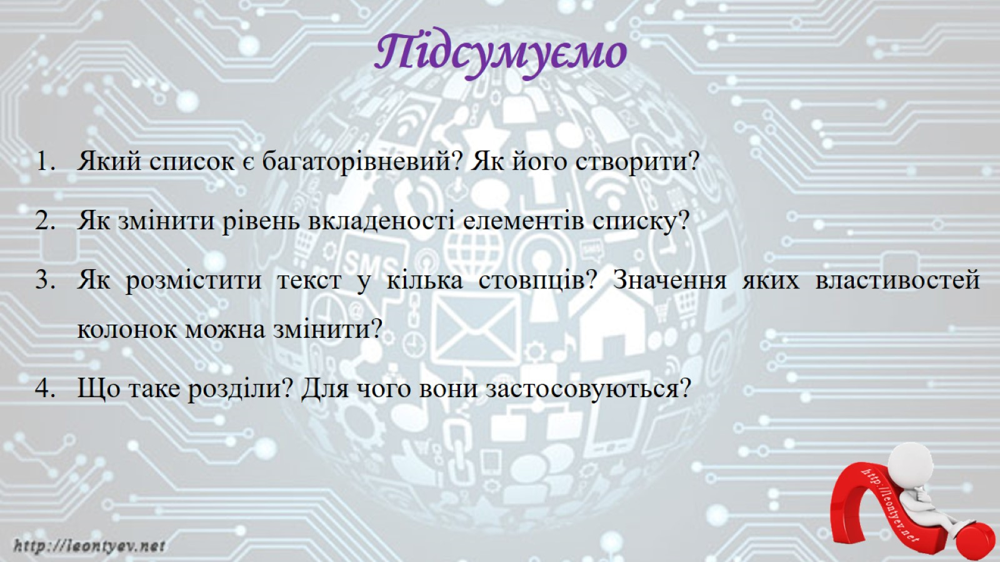 Підсумуємо
1. Який список є багаторівневий? Як його створити?
2. Як змінити рівень вкладеності елементів списку?
3. Як розмістити текст у кілька стовпців? Значення яких властивостей
колонок можна змінити?
4. Що таке розділи? Для чого вони застосовуються?
SMS
SMS
@
@
http://leontyev.net
http://leontyev.net